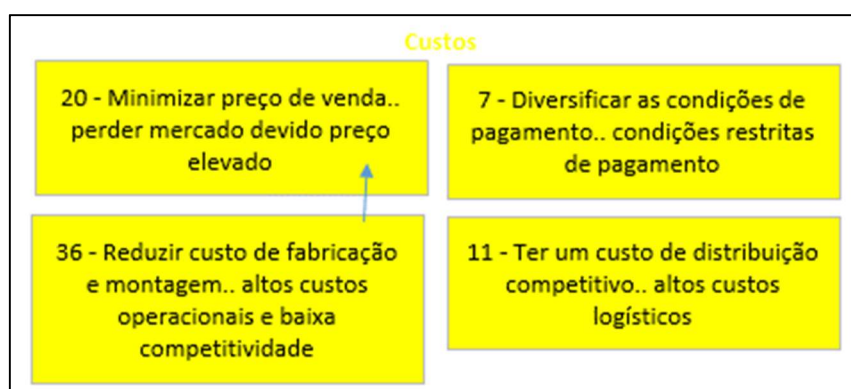 Custos
20 - Minimizar preço de venda..
perder mercado devido preço
elevado
7 - Diversificar as condições de
pagamento.. condições restritas
de pagamento
36 - Reduzir custo de fabricação
e montagem.. altos custos
operacionais e baixa
competitividade
11 - Ter um custo de distribuição
competitivo.. altos custos
logísticos